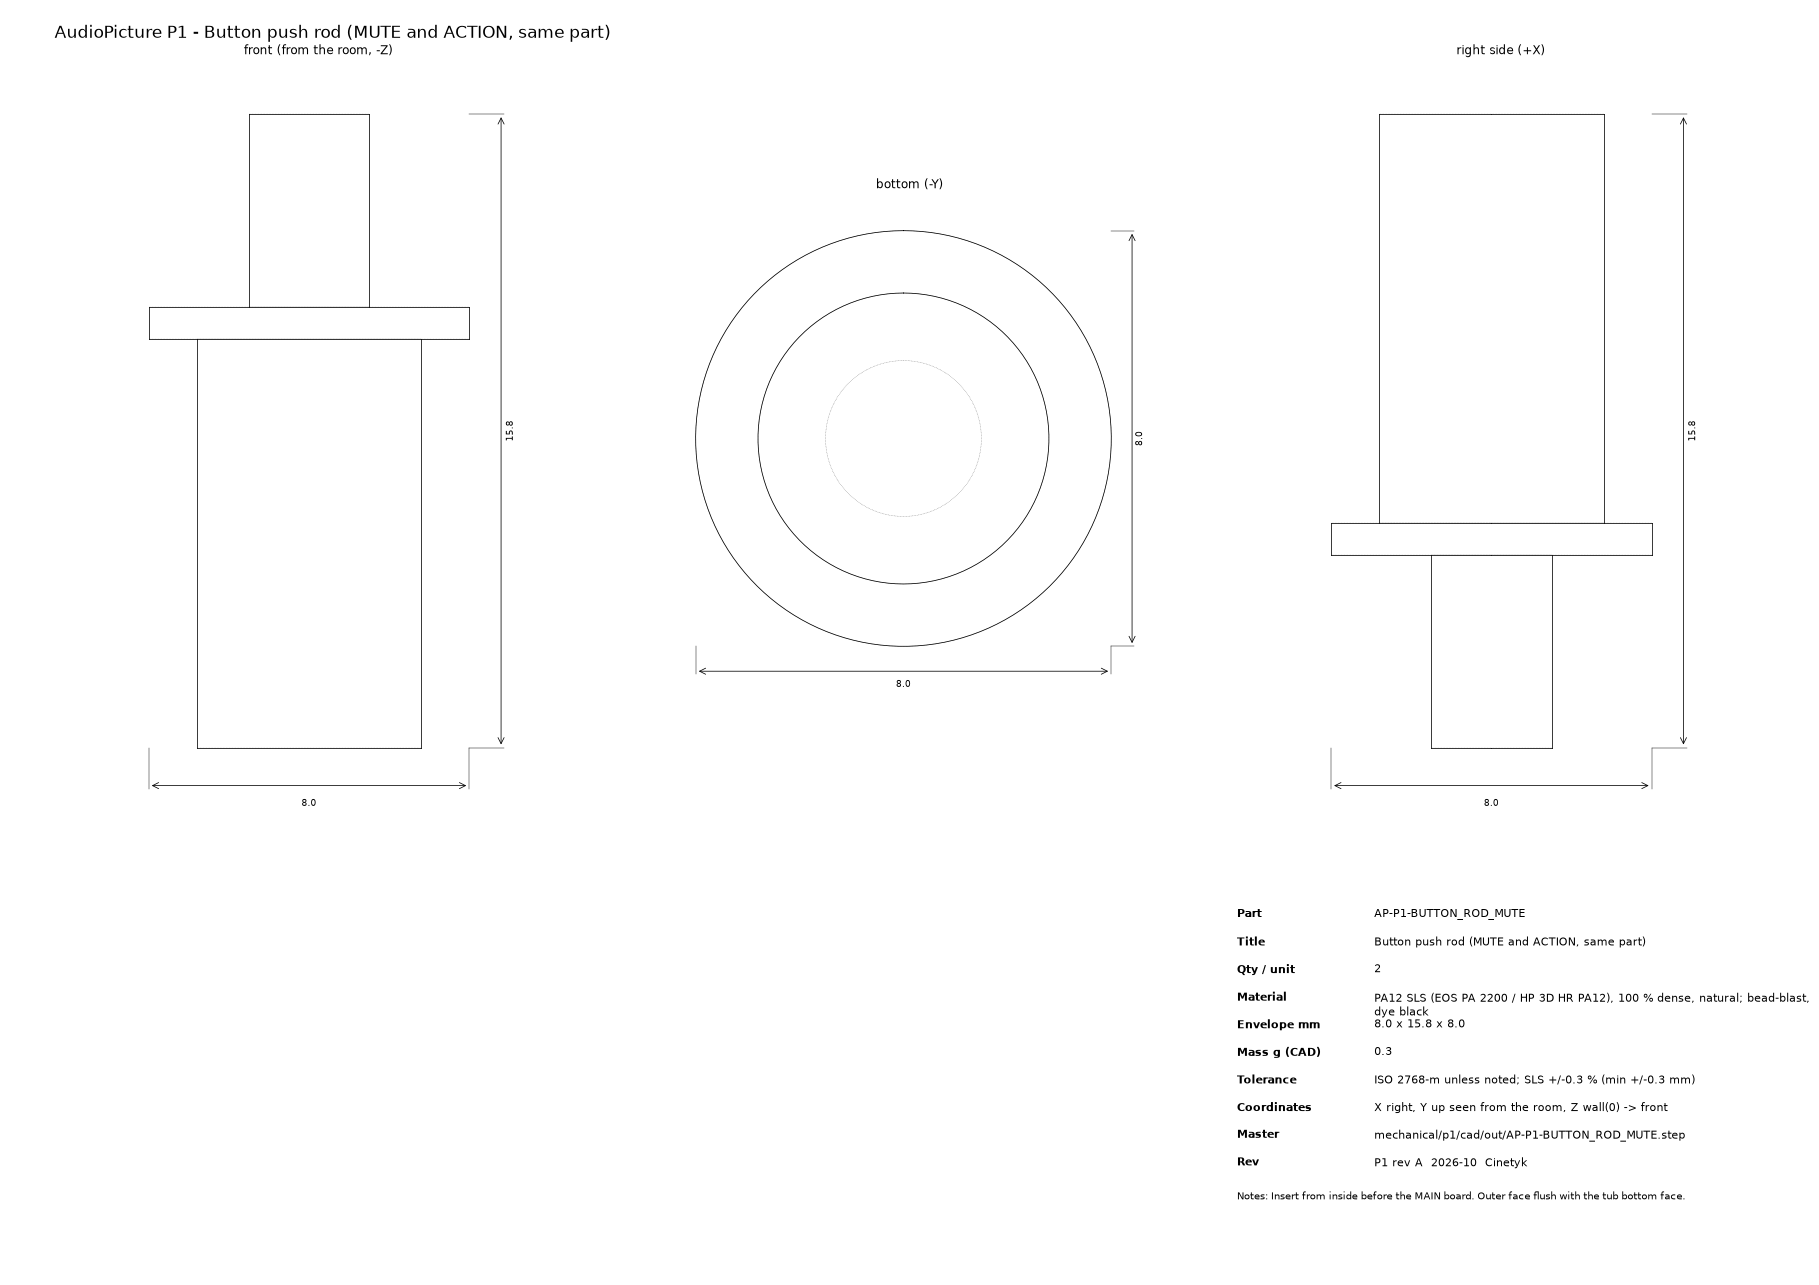 AudioPicture P1 - Button push rod (MUTE and ACTION, same part)
front (from the room, -Z)
right side (+X)
bottom (-Y)
15.8
8.0
8.0
8.0
15.8
8.0
Part AP-P1-BUTTON_ROD_MUTE
Title Button push rod (MUTE and ACTION, same part)
Qty / unit 2
Material PA12 SLS (EOS PA 2200 / HP 3D HR PA12), 100 % dense, natural; bead-blast,
dye black
Envelope mm 8.0 x 15.8 x 8.0
Mass g (CAD) 0.3
Tolerance ISO 2768-m unless noted; SLS +/-0.3 % (min +/-0.3 mm)
Coordinates X right, Y up seen from the room, Z wall(0) -> front
Master mechanical/p1/cad/out/AP-P1-BUTTON_ROD_MUTE.step
Rev P1 rev A 2026-10 Cinetyk
Notes: Insert from inside before the MAIN board. Outer face flush with the tub bottom face.